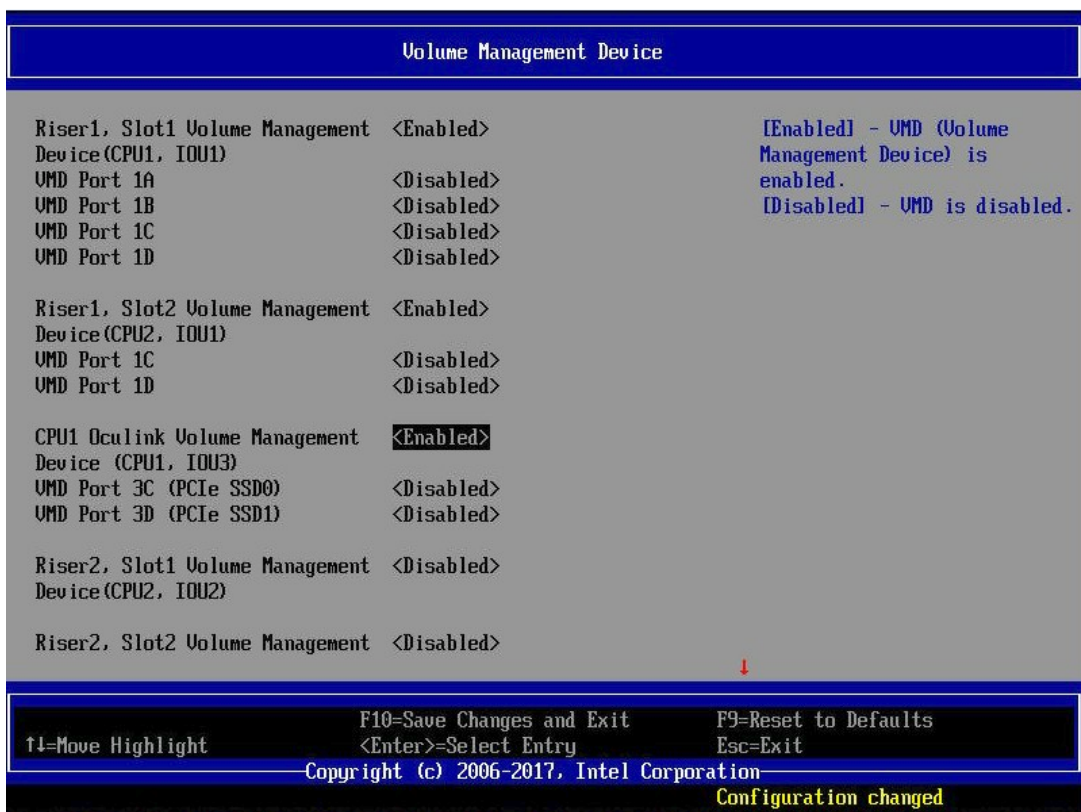 Volume Management Device
Riser1, Slot1 Volume Management <Enabled>
Device(CPU1, IOU1)
VMD Port 1A <Disabled>
VMD Port 1B <Disabled>
VMD Port 1C <Disabled>
VMD Port 1D <Disabled>
Riser1, Slot2 Volume Management <Enabled>
Device(CPU2, IOU1)
VMD Port 1C <Disabled>
VMD Port 1D <Disabled>
CPU1 Oculink Volume Management <Enabled>
Device (CPU1, IOU3)
VMD Port 3C (PCIe SSD0) <Disabled>
VMD Port 3D (PCIe SSD1) <Disabled>
Riser2, Slot1 Volume Management <Disabled>
Device(CPU2, IOU2)
Riser2, Slot2 Volume Management <Disabled>
[Enabled] - VMD (Volume
Management Device) is
enabled.
[Disabled] - VMD is disabled.
↓
F10=Save Changes and Exit F9=Reset to Defaults
↑↓=Move Highlight <Enter>=Select Entry Esc=Exit
Copyright (c) 2006-2017, Intel Corporation
Configuration changed